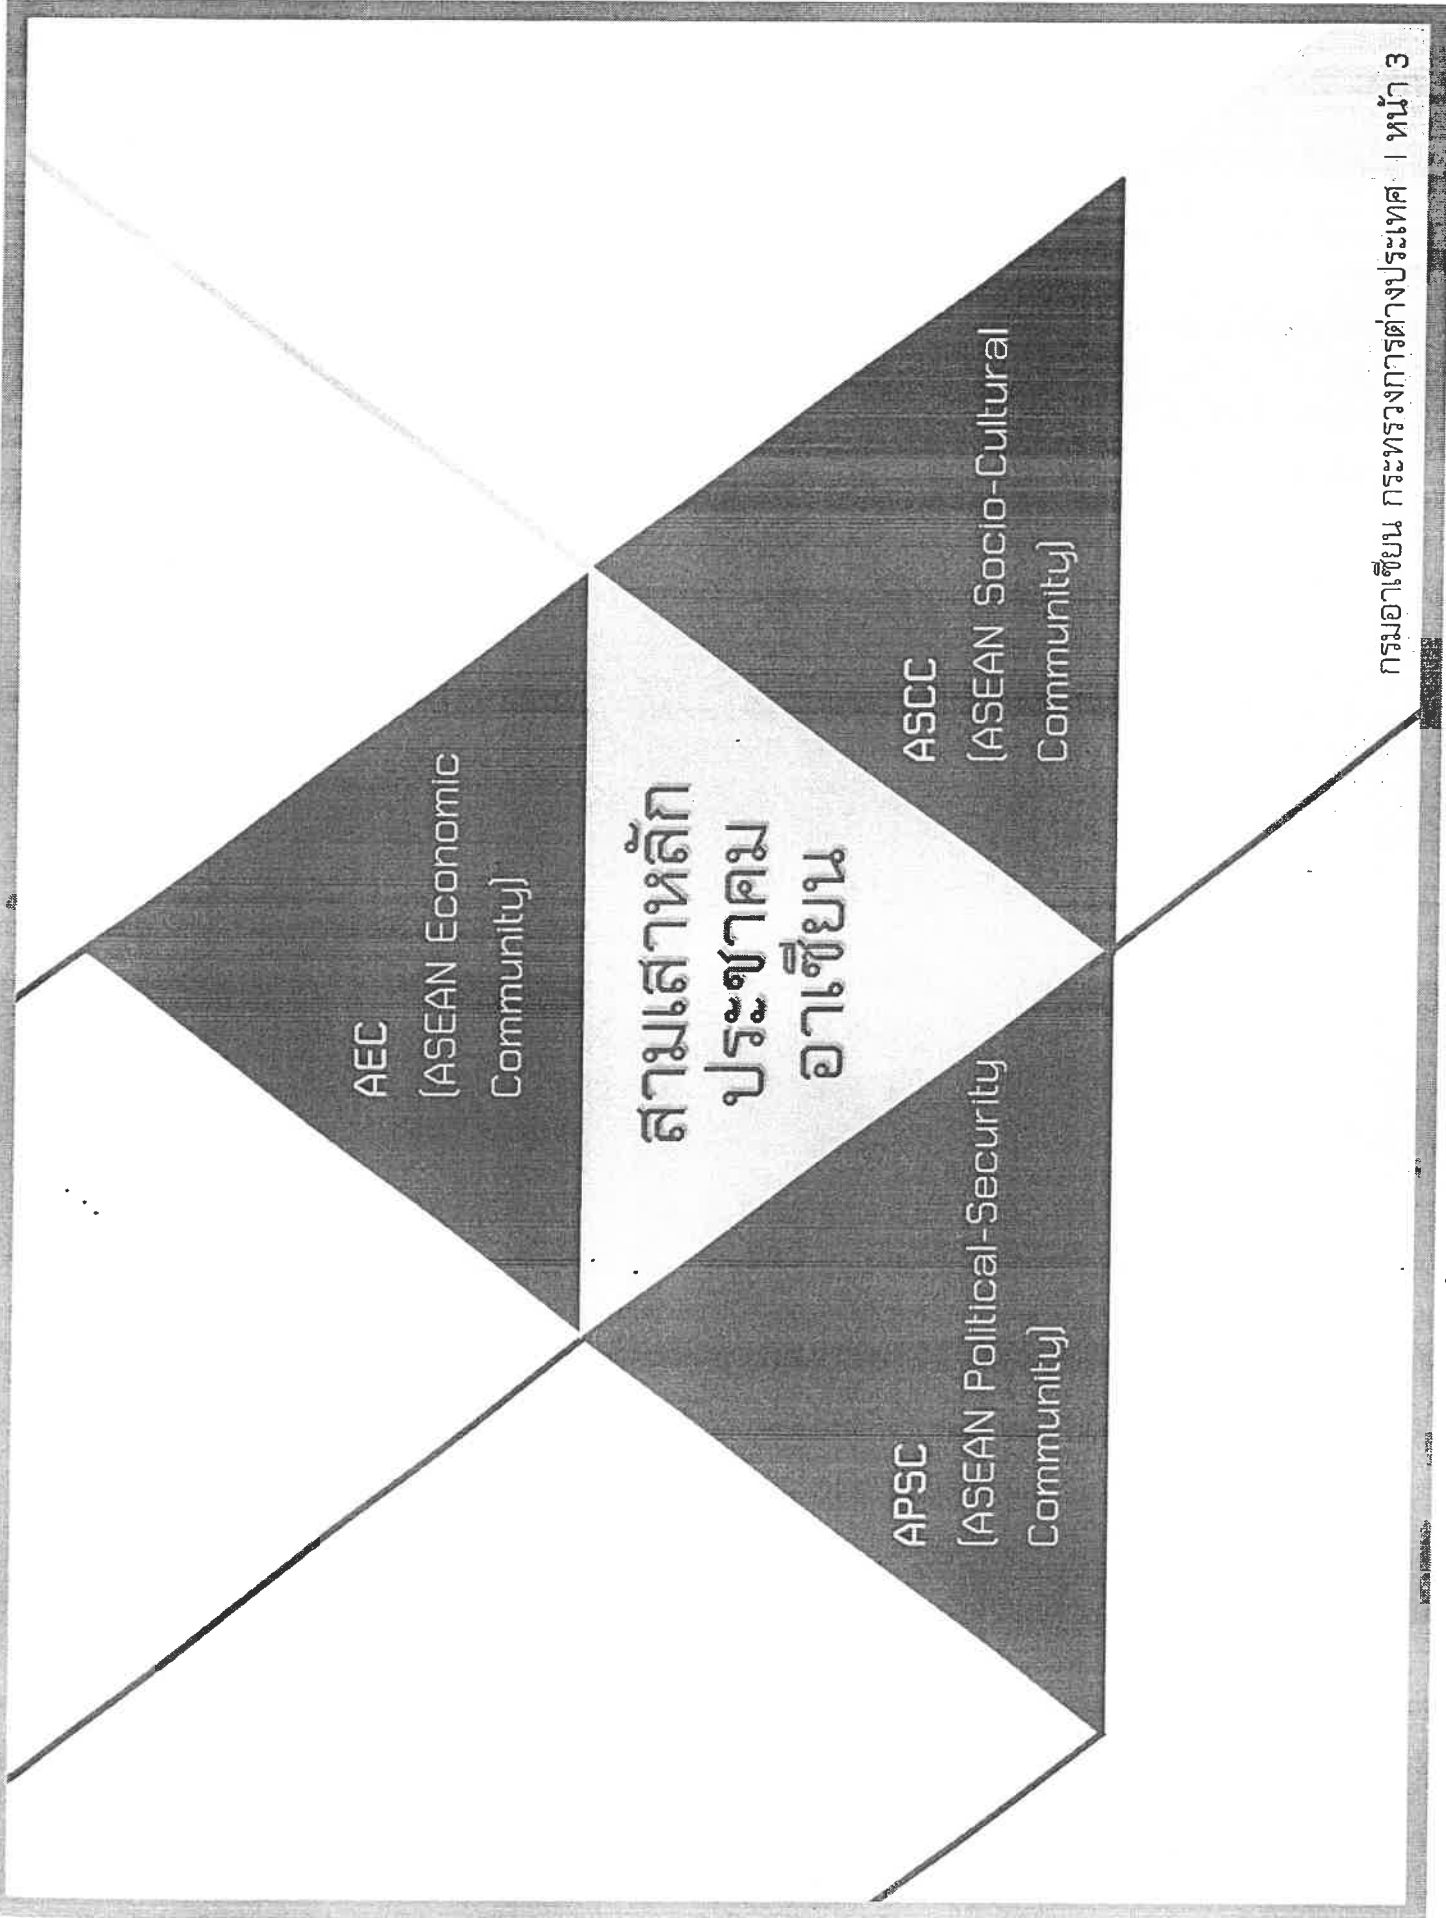 AEC
(ASEAN Economic
Community)
สามเสาหลัก
ประชาคม
อาเซียน
APSC
(ASEAN Political-Security
Community)
ASCC
(ASEAN Socio-Cultural
Community)
กรมอาเซียน กระทรวงการต่างประเทศ | หน้า 3